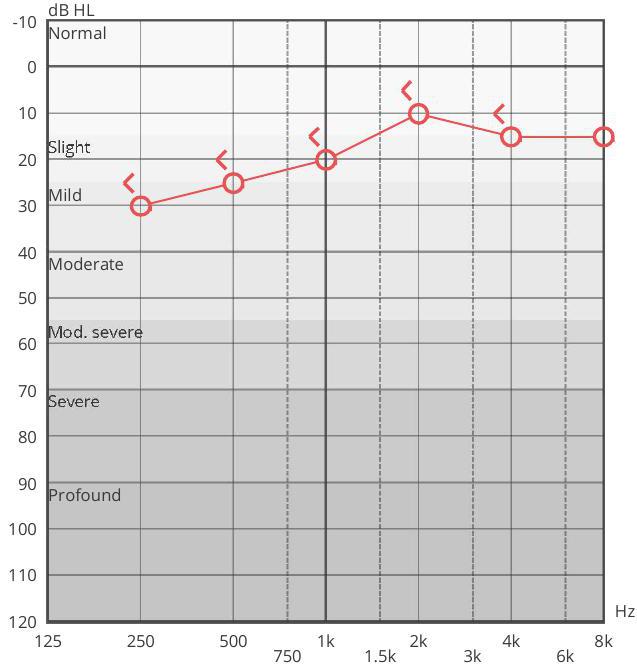 dB HL
-10
Normal
0
10
Slight
20
Mild
30
40
Moderate
50
Mod. severe
60
70
Severe
80
90
Profound
100
110
120
Hz
125 250 500 1k 2k 4k 8k
750 1.5k 3k 6k